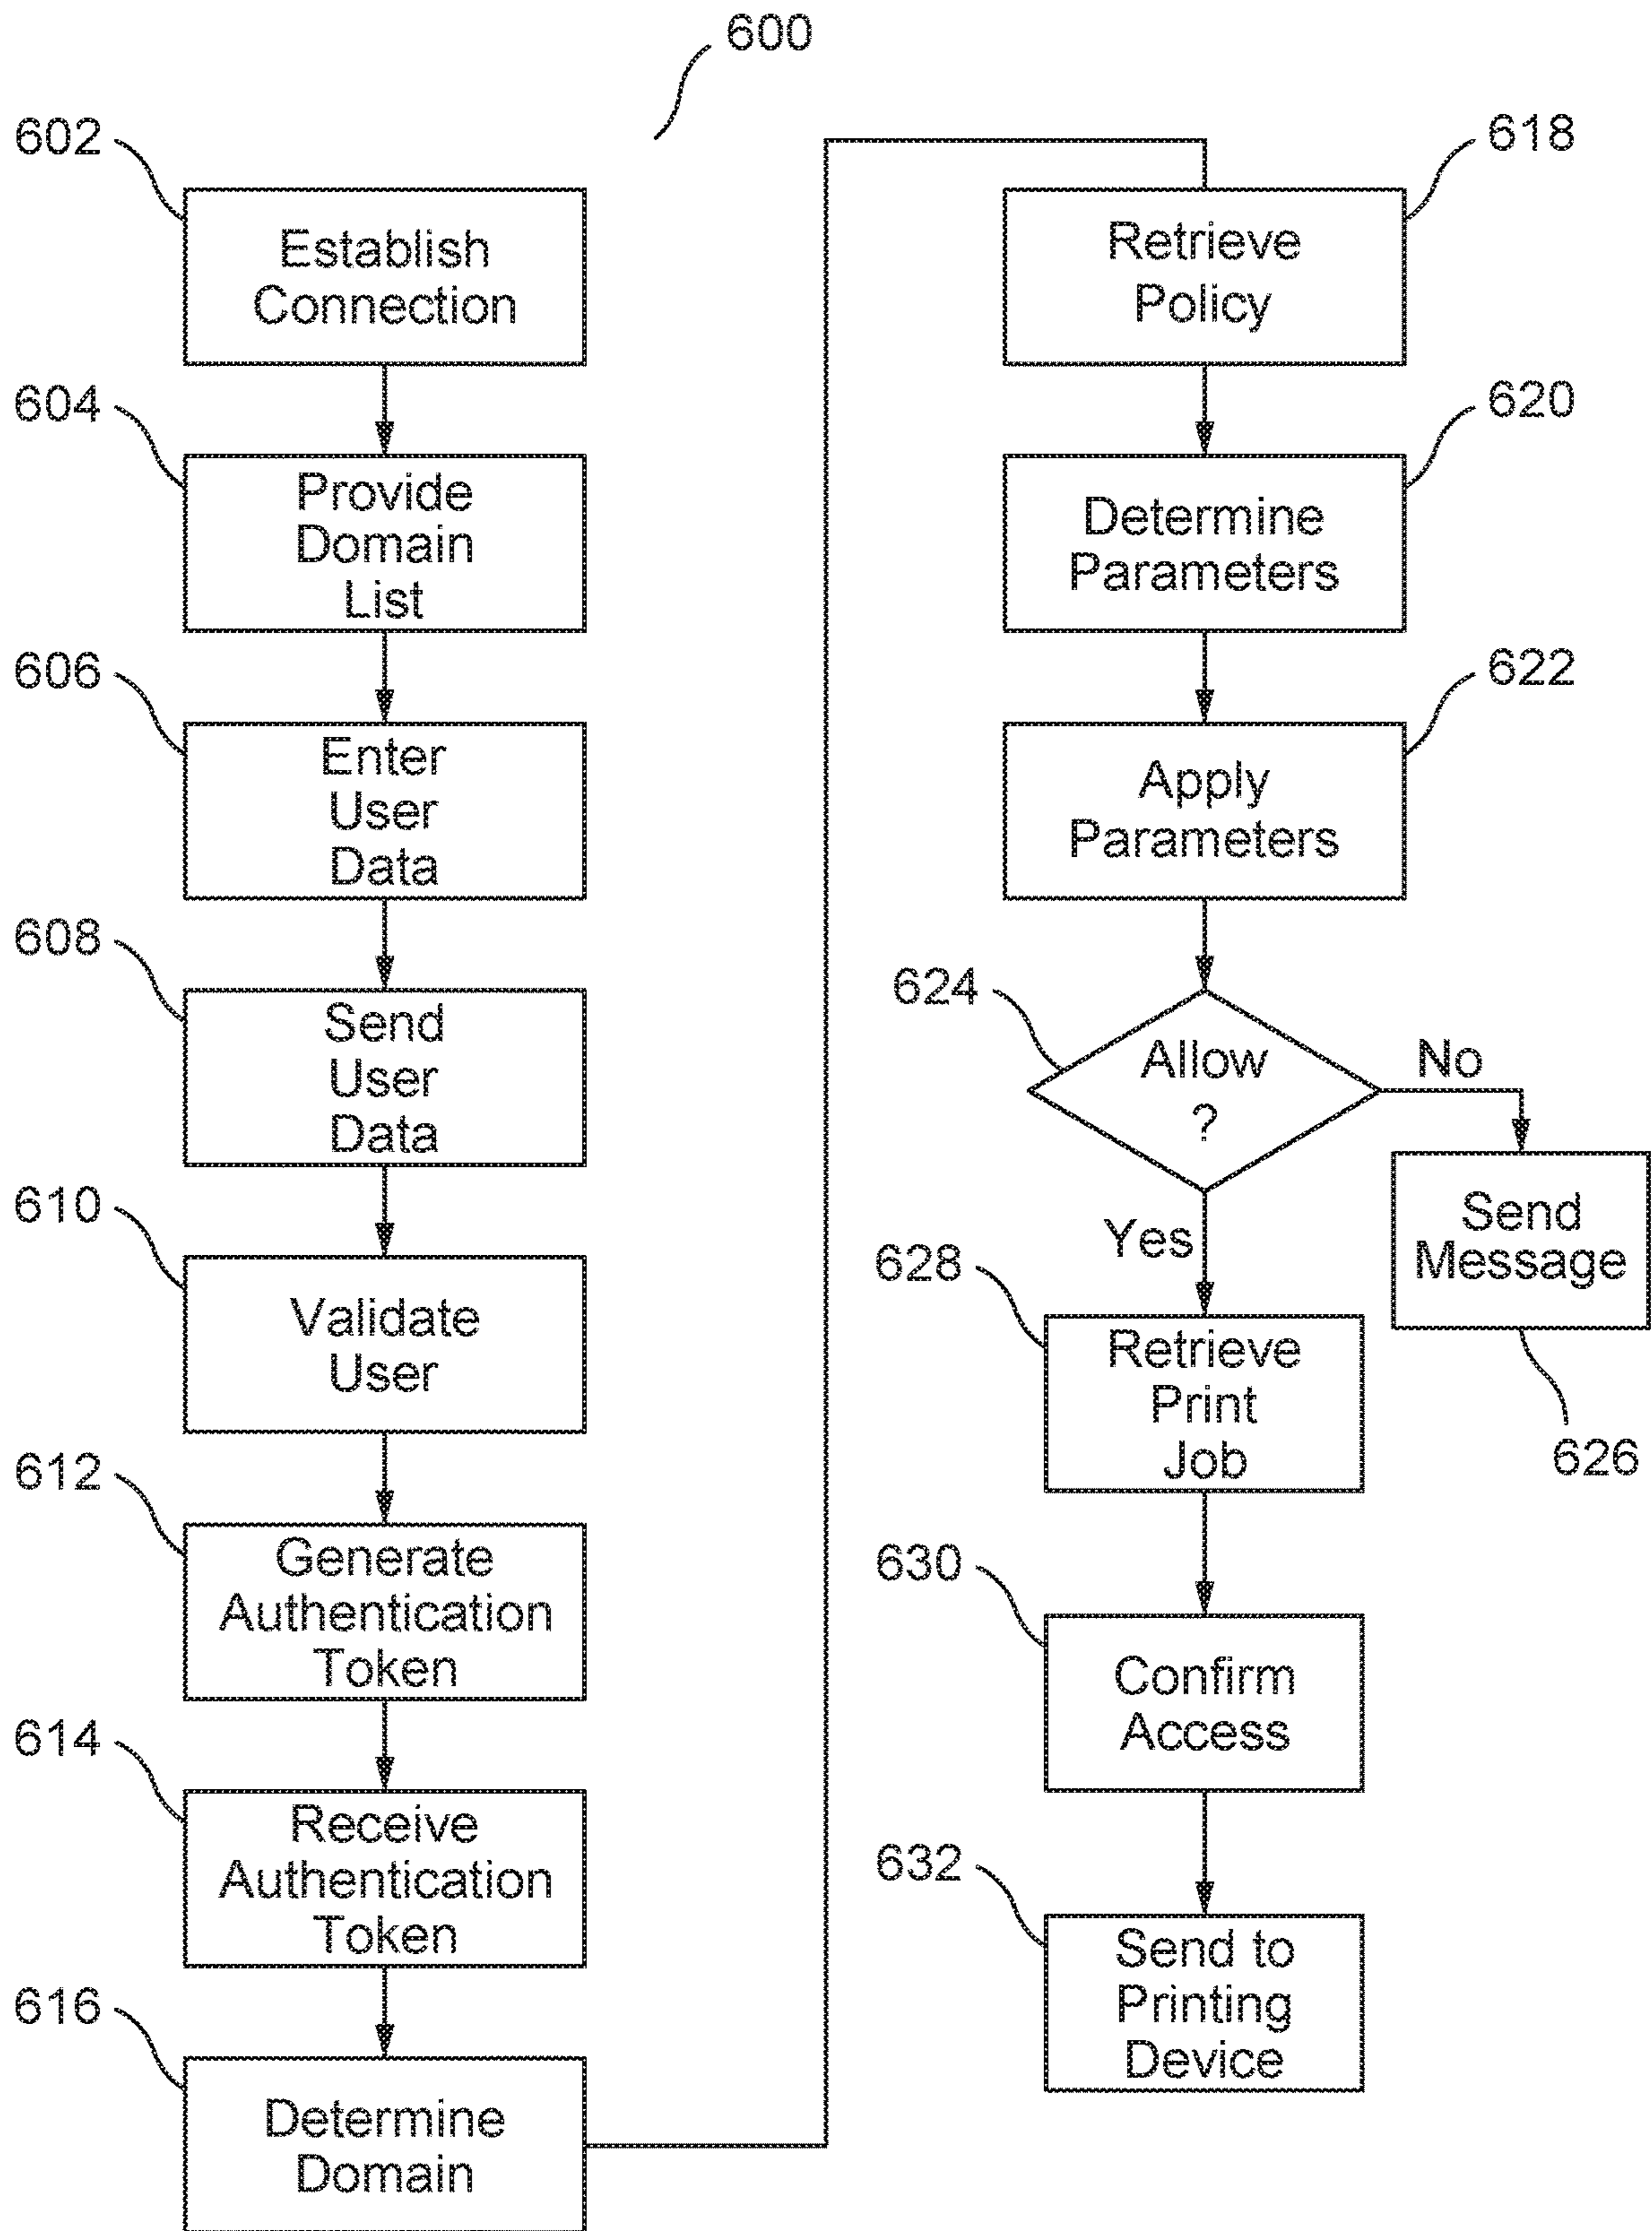 600
602
Establish
Connection
604
Provide
Domain
List
606
Enter
User
Data
608
Send
User
Data
610
Validate
User
612
Generate
Authentication
Token
614
Receive
Authentication
Token
616
Determine
Domain
618
Retrieve
Policy
620
Determine
Parameters
622
Apply
Parameters
624
Allow
?
No
Send
Message
626
Yes
628
Retrieve
Print
Job
630
Confirm
Access
632
Send to
Printing
Device